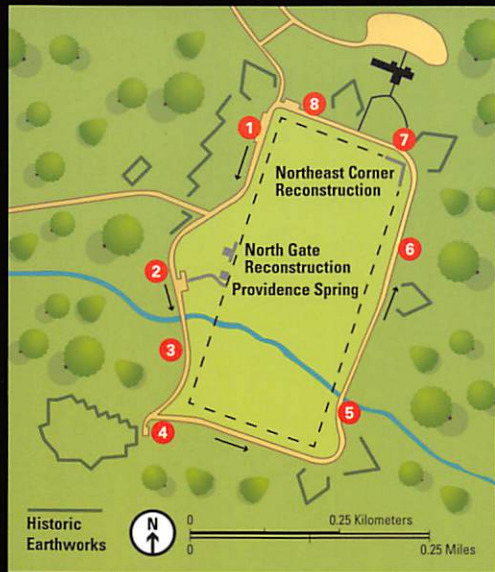 8
1
7
Northeast Corner
Reconstruction
6
North Gate
Reconstruction
2
Providence Spring
3
5
4
Historic
Earthworks
N
0
0.25 Kilometers
0
0.25 Miles